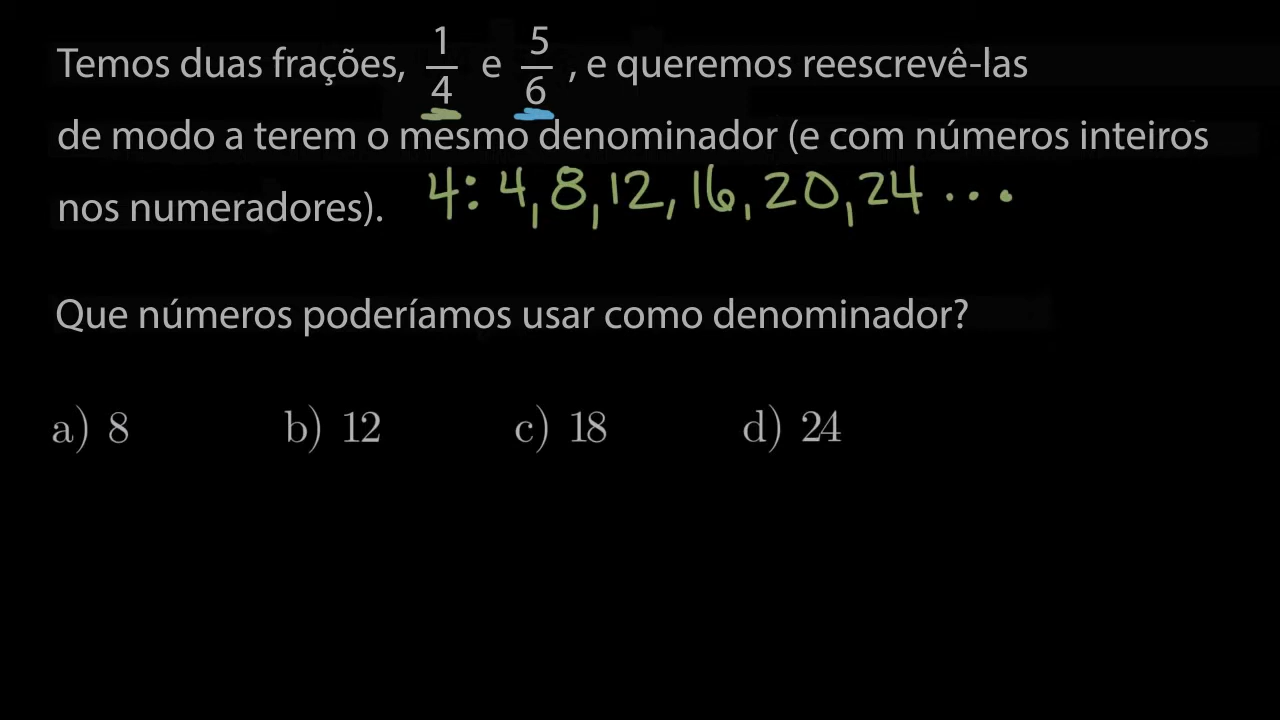 Temos duas frações, 1/4 e 5/6 , e queremos reescrevê-las
de modo a terem o mesmo denominador (e com números inteiros
nos numeradores). 4: 4, 8, 12, 16, 20, 24 ...
Que números poderíamos usar como denominador?
a) 8 b) 12 c) 18 d) 24